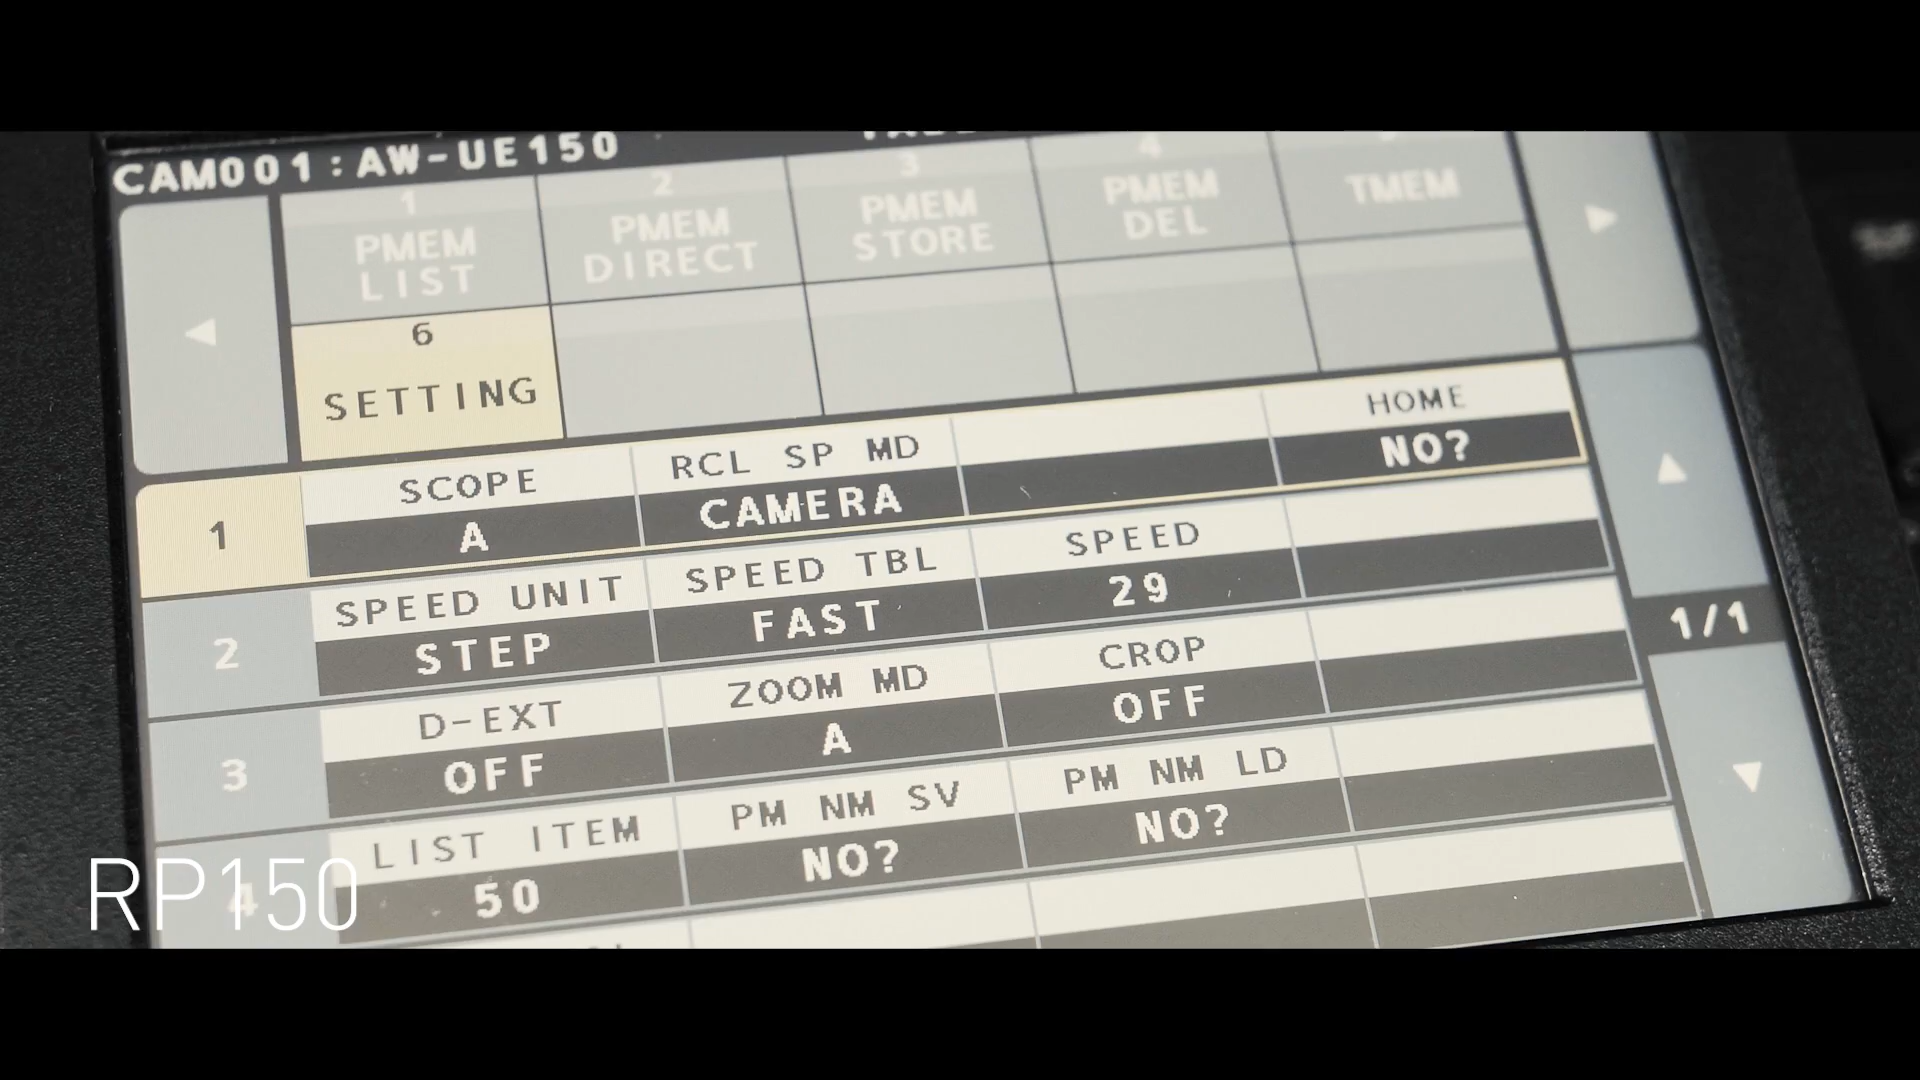 CAM001:AW-UE150
1
PMEM
LIST
2
PMEM
DIRECT
3
PMEM
STORE
4
PMEM
DEL
TMEM
6
SETTING
1
SCOPE
A
RCL SP MD
CAMERA
HOME
NO?
2
SPEED UNIT
STEP
SPEED TBL
FAST
SPEED
29
1/1
3
D-EXT
OFF
ZOOM MD
A
CROP
OFF
4
LIST ITEM
50
PM NM SV
NO?
PM NM LD
NO?
RP150